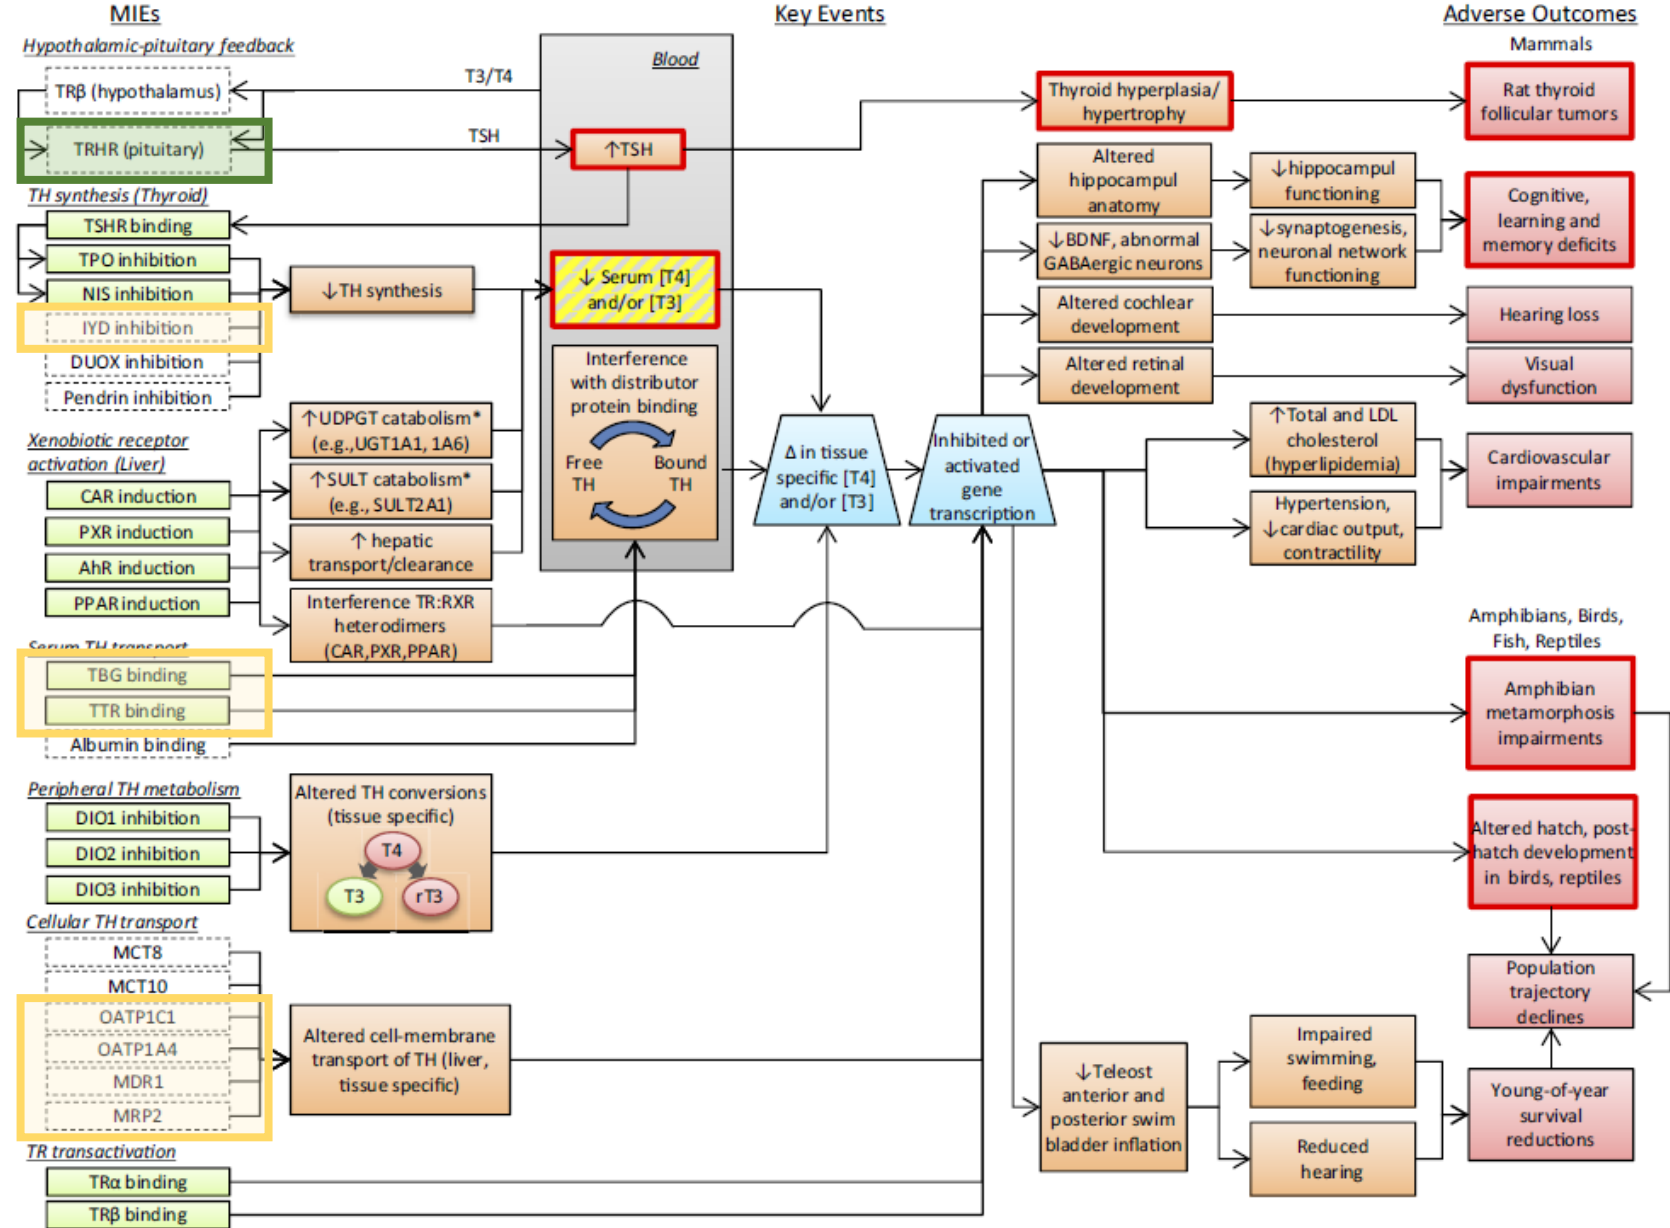 MIEs
Key Events
Adverse Outcomes
Hypothalamic-pituitary feedback
TRβ (hypothalamus)
TRHR (pituitary)
T3/T4
TSH
TH synthesis (Thyroid)
TSHR binding
TPO inhibition
NIS inhibition
IYD inhibition
DUOX inhibition
Pendrin inhibition
↓TH synthesis
Xenobiotic receptor
activation (Liver)
CAR induction
PXR induction
AhR induction
PPAR induction
↑UDPGT catabolism*
(e.g.,UGT1A1, 1A6)
↑SULT catabolism*
(e.g., SULT2A1)
↑ hepatic
transport/clearance
Interference TR:RXR
heterodimers
(CAR,PXR,PPAR)
Serum TH transport
TBG binding
TTR binding
Albumin binding
Peripheral TH metabolism
DIO1 inhibition
DIO2 inhibition
DIO3 inhibition
Altered TH conversions
(tissue specific)
T4
T3
rT3
Cellular TH transport
MCT8
MCT10
OATP1C1
OATP1A4
MDR1
MRP2
Altered cell-membrane
transport of TH (liver,
tissue specific)
TR transactivation
TRα binding
TRβ binding
Blood
↑TSH
↓ Serum [T4]
and/or [T3]
Interference
with distributor
protein binding
Free
TH
Bound
TH
Δ in tissue
specific [T4]
and/or [T3]
Inhibited or
activated
gene
transcription
Thyroid hyperplasia/
hypertrophy
Altered
hippocampul
anatomy
↓hippocampul
functioning
↓BDNF, abnormal
GABAergic neurons
↓synaptogenesis,
neuronal network
functioning
Altered cochlear
development
Altered retinal
development
↑Total and LDL
cholesterol
(hyperlipidemia)
Hypertension,
↓cardiac output,
contractility
↓Teleost
anterior and
posterior swim
bladder inflation
Impaired
swimming,
feeding
Reduced
hearing
Mammals
Rat thyroid
follicular tumors
Cognitive,
learning and
memory deficits
Hearing loss
Visual
dysfunction
Cardiovascular
impairments
Amphibians, Birds,
Fish, Reptiles
Amphibian
metamorphosis
impairments
Altered hatch, post-
hatch development
in birds, reptiles
Population
trajectory
declines
Young-of-year
survival
reductions